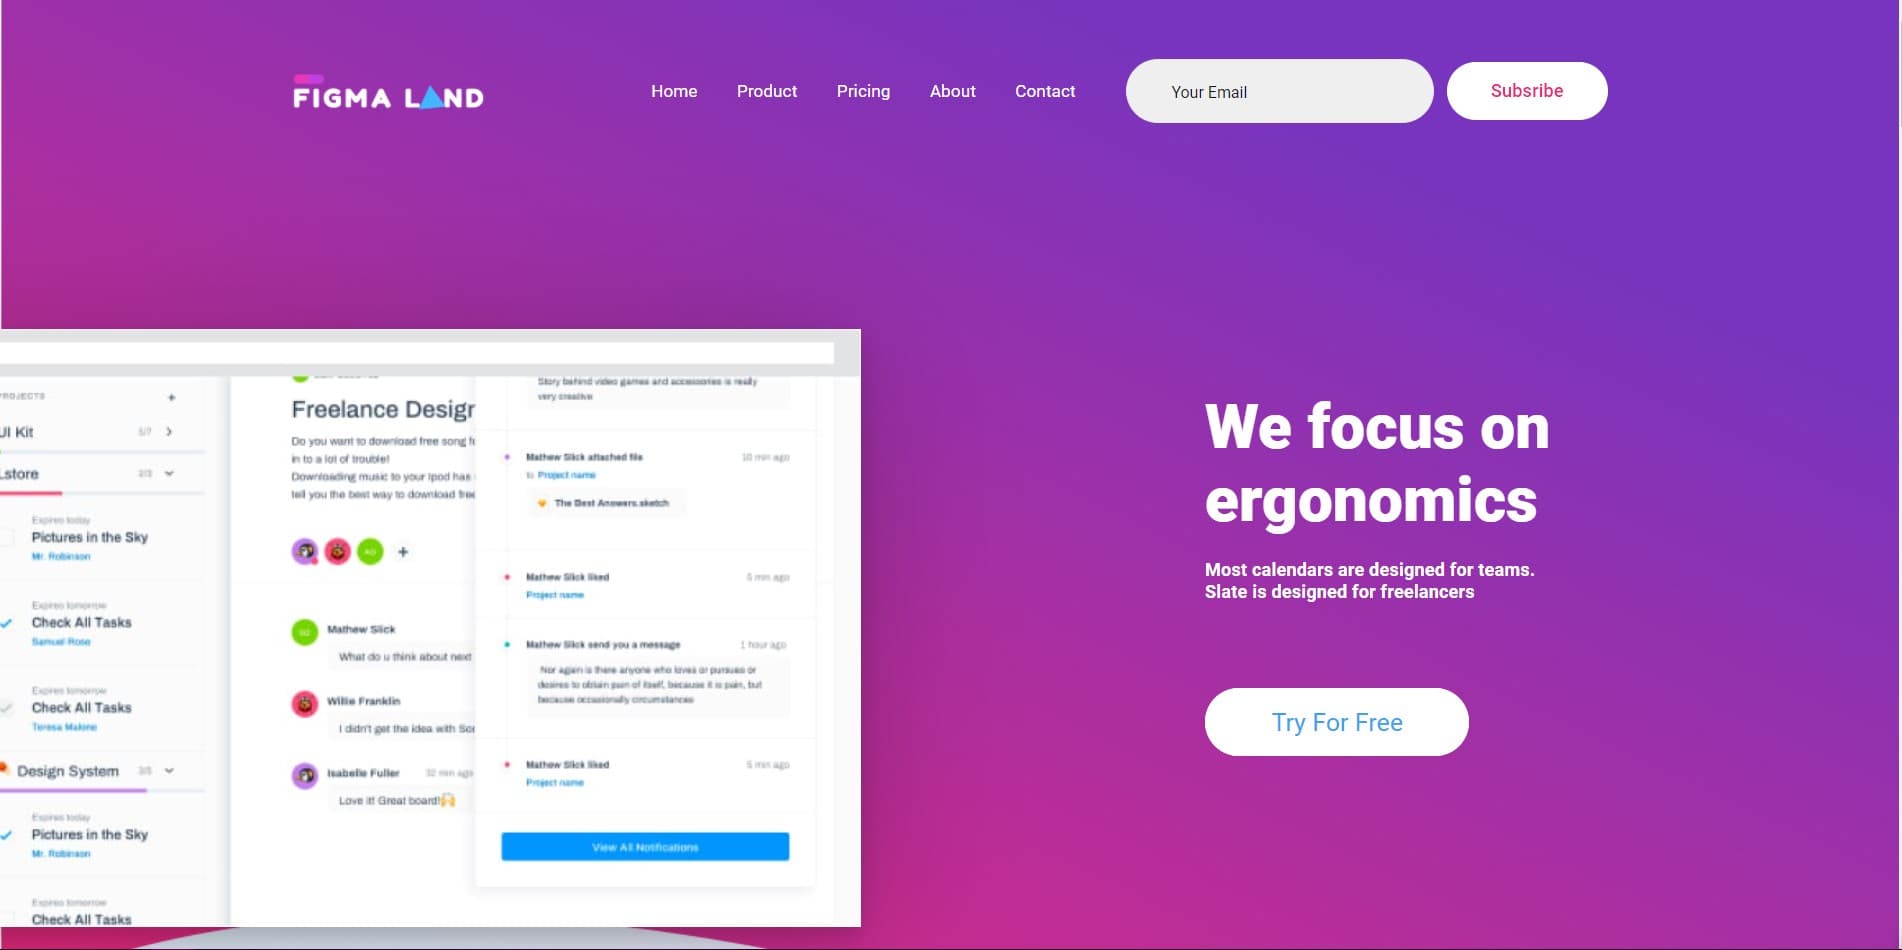 FIGMA LAND
Home Product Pricing About Contact
Your Email
Subsribe
We focus on
ergonomics
Most calendars are designed for teams.
Slate is designed for freelancers
Try For Free
PROJECTS
UI Kit 5/7
store 2/3
Expires today
Pictures in the Sky
Mr. Robinson
Expires tomorrow
Check All Tasks
Samuel Rose
Expires tomorrow
Check All Tasks
Teresa Malone
Design System 3/5
Expires today
Pictures in the Sky
Mr. Robinson
Expires tomorrow
Check All Tasks
Freelance Design
Do you want to download free song
in to a lot of trouble!
Downloading music to your Ipod has
tell you the best way to download free
AG
Mathew Slick
What do u think about next
Willie Franklin
I didn't get the idea with
Isabelle Fuller 32 min ago
Love it! Great board!🙌
Story behind video games and accessories is really
very creative
Mathew Slick attached file 10 min ago
to Project name
The Best Answers.sketch
Mathew Slick liked 5 min ago
Project name
Mathew Slick send you a message 1 hour ago
Nor again is there anyone who loves or pursues or
desires to obtain pain of itself, because it is pain, but
because occasionally circumstances
Mathew Slick liked 5 min ago
Project name
View All Notifications